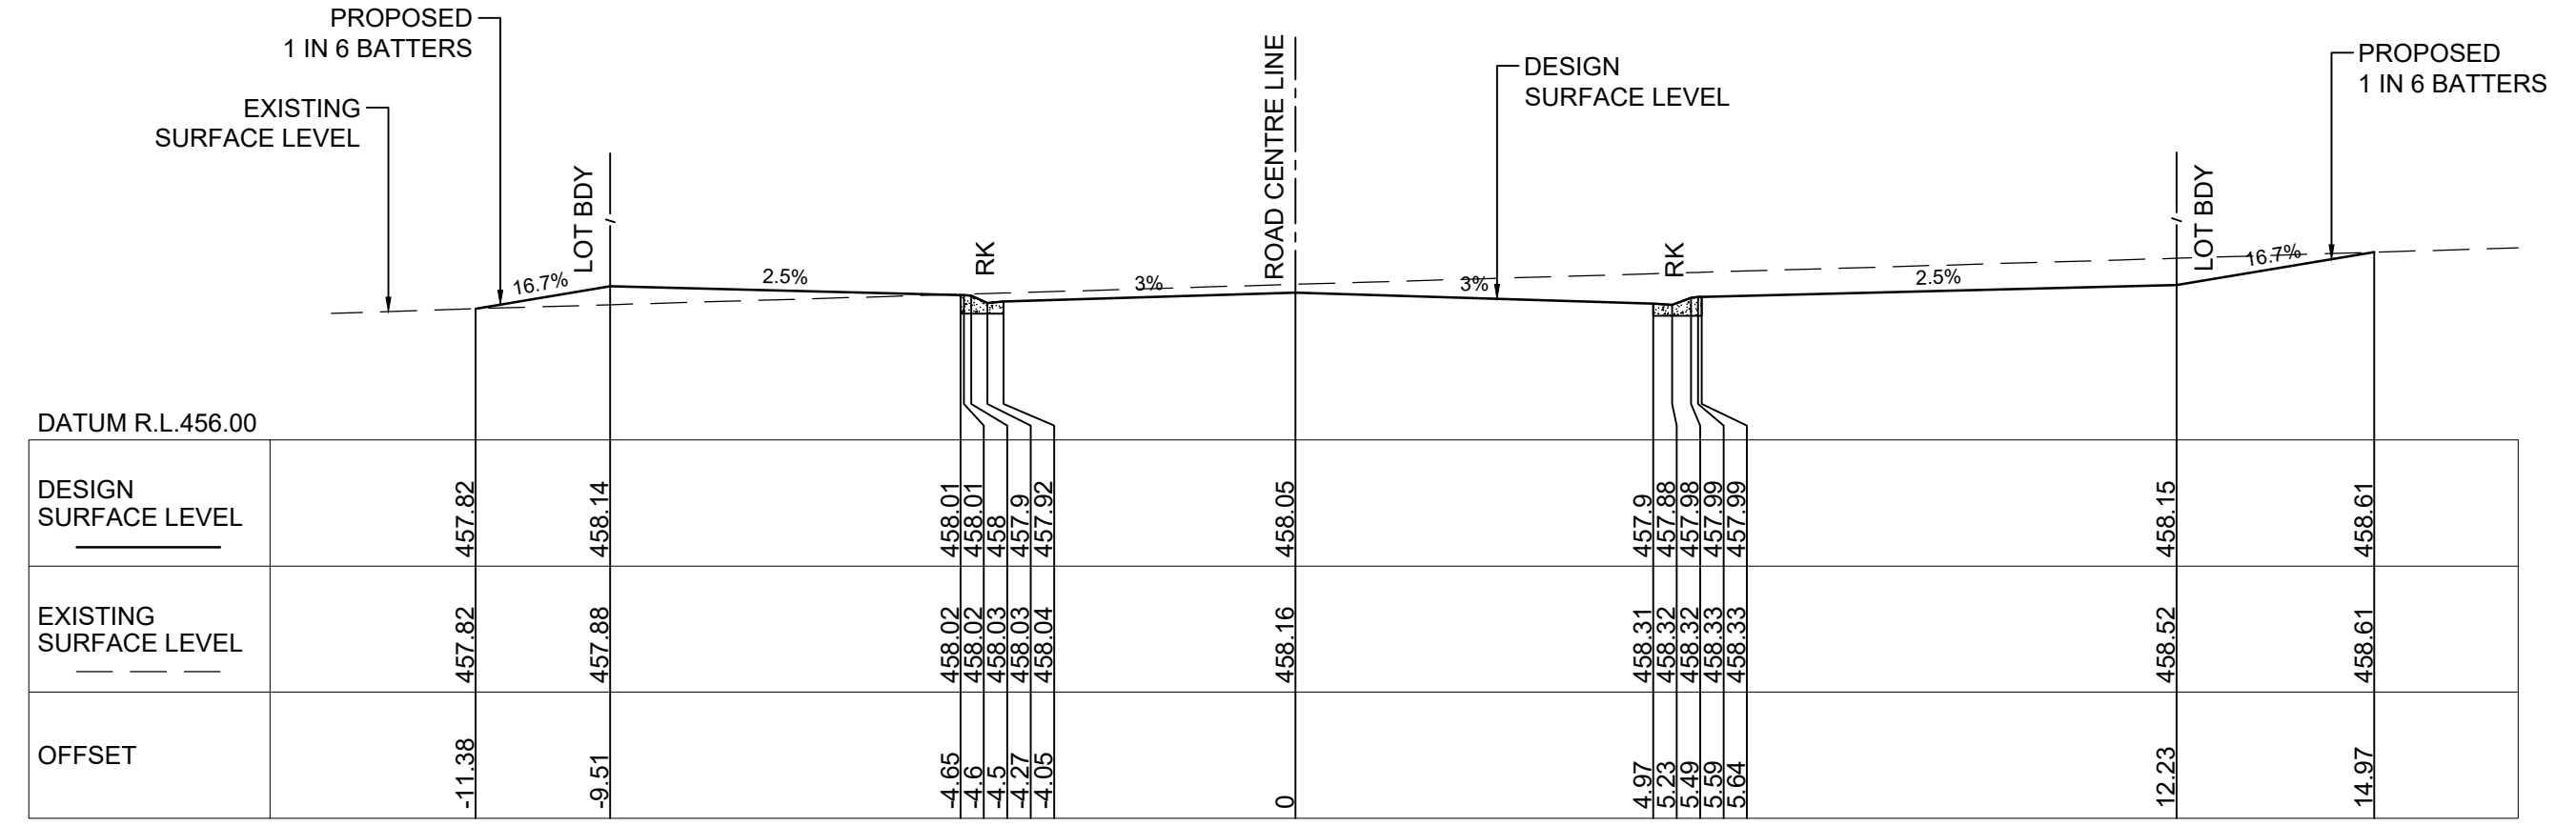 PROPOSED
1 IN 6 BATTERS
EXISTING
SURFACE LEVEL
LOT BDY
RK
ROAD CENTRE LINE
DESIGN
SURFACE LEVEL
RK
LOT BDY
PROPOSED
1 IN 6 BATTERS
16.7%
2.5%
3%
3%
2.5%
16.7%
DATUM R.L.456.00
DESIGN
SURFACE LEVEL
457.82
458.14
458.01
458.01
458
457.9
457.92
458.05
457.9
457.88
457.98
457.99
457.99
458.15
458.61
EXISTING
SURFACE LEVEL
457.82
457.88
458.02
458.02
458.03
458.03
458.04
458.16
458.31
458.32
458.32
458.33
458.33
458.52
458.61
OFFSET
-11.38
-9.51
-4.65
-4.6
-4.5
-4.27
-4.05
0
4.97
5.23
5.49
5.59
5.64
12.23
14.97